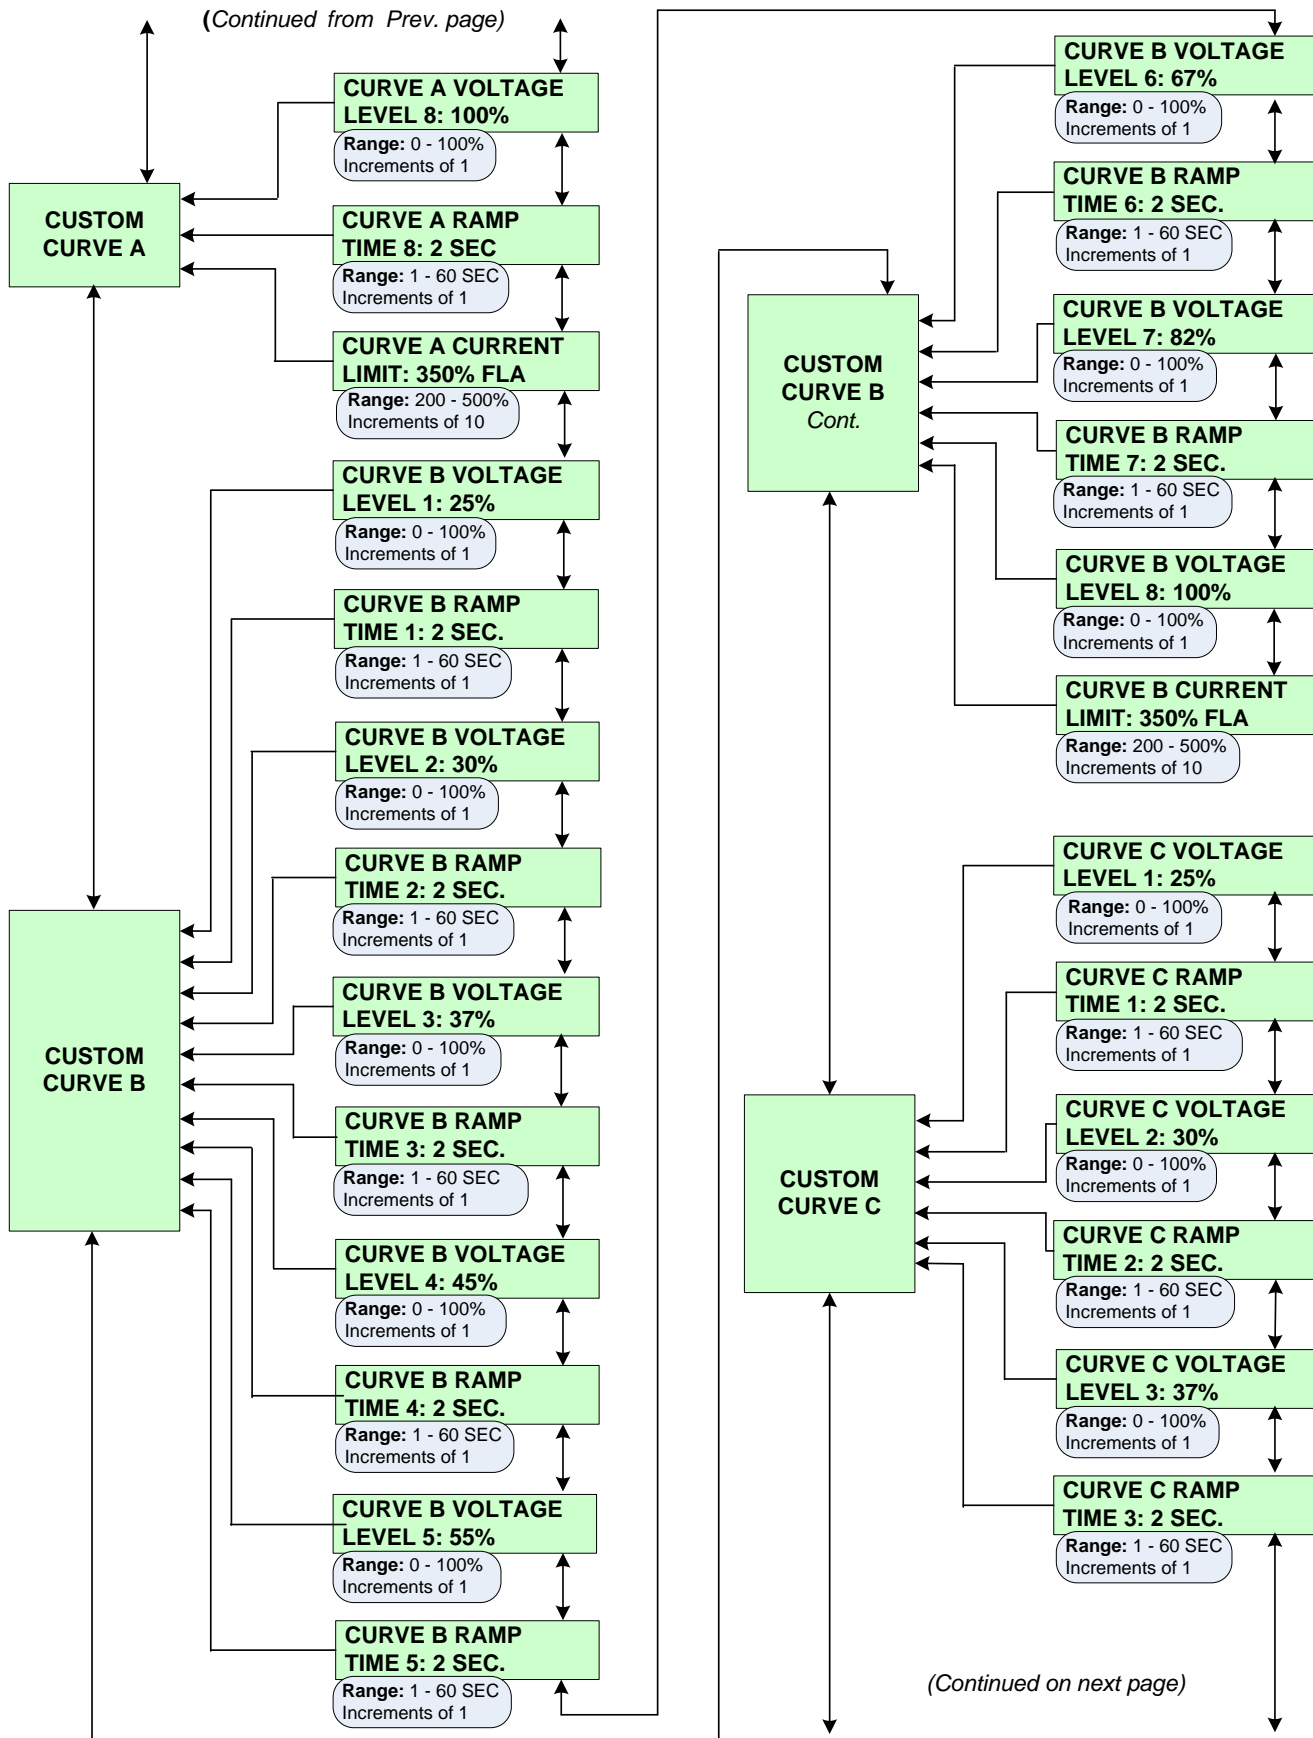 (Continued from Prev. page)
CUSTOM
CURVE A
CURVE A VOLTAGE
LEVEL 8: 100%
Range: 0 - 100%
Increments of 1
CURVE A RAMP
TIME 8: 2 SEC
Range: 1 - 60 SEC
Increments of 1
CURVE A CURRENT
LIMIT: 350% FLA
Range: 200 - 500%
Increments of 10
CUSTOM
CURVE B
CURVE B VOLTAGE
LEVEL 1: 25%
Range: 0 - 100%
Increments of 1
CURVE B RAMP
TIME 1: 2 SEC.
Range: 1 - 60 SEC
Increments of 1
CURVE B VOLTAGE
LEVEL 2: 30%
Range: 0 - 100%
Increments of 1
CURVE B RAMP
TIME 2: 2 SEC.
Range: 1 - 60 SEC
Increments of 1
CURVE B VOLTAGE
LEVEL 3: 37%
Range: 0 - 100%
Increments of 1
CURVE B RAMP
TIME 3: 2 SEC.
Range: 1 - 60 SEC
Increments of 1
CURVE B VOLTAGE
LEVEL 4: 45%
Range: 0 - 100%
Increments of 1
CURVE B RAMP
TIME 4: 2 SEC.
Range: 1 - 60 SEC
Increments of 1
CURVE B VOLTAGE
LEVEL 5: 55%
Range: 0 - 100%
Increments of 1
CURVE B RAMP
TIME 5: 2 SEC.
Range: 1 - 60 SEC
Increments of 1
CUSTOM
CURVE B
Cont.
CURVE B VOLTAGE
LEVEL 6: 67%
Range: 0 - 100%
Increments of 1
CURVE B RAMP
TIME 6: 2 SEC.
Range: 1 - 60 SEC
Increments of 1
CURVE B VOLTAGE
LEVEL 7: 82%
Range: 0 - 100%
Increments of 1
CURVE B RAMP
TIME 7: 2 SEC.
Range: 1 - 60 SEC
Increments of 1
CURVE B VOLTAGE
LEVEL 8: 100%
Range: 0 - 100%
Increments of 1
CURVE B CURRENT
LIMIT: 350% FLA
Range: 200 - 500%
Increments of 10
CUSTOM
CURVE C
CURVE C VOLTAGE
LEVEL 1: 25%
Range: 0 - 100%
Increments of 1
CURVE C RAMP
TIME 1: 2 SEC.
Range: 1 - 60 SEC
Increments of 1
CURVE C VOLTAGE
LEVEL 2: 30%
Range: 0 - 100%
Increments of 1
CURVE C RAMP
TIME 2: 2 SEC.
Range: 1 - 60 SEC
Increments of 1
CURVE C VOLTAGE
LEVEL 3: 37%
Range: 0 - 100%
Increments of 1
CURVE C RAMP
TIME 3: 2 SEC.
Range: 1 - 60 SEC
Increments of 1
(Continued on next page)